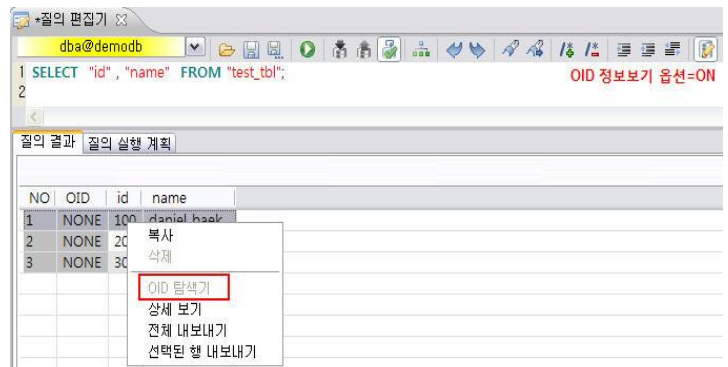 *질의 편집기
dba@demodb
1 SELECT "id" , "name" FROM "test_tbl";
OID 정보보기 옵션=ON
2
질의 결과 질의 실행 계획
NO OID id name
1 NONE 100 daniel baek
2 NONE 20
3 NONE 30
복사
삭제
OID 탐색기
상세 보기
전체 내보내기
선택된 행 내보내기